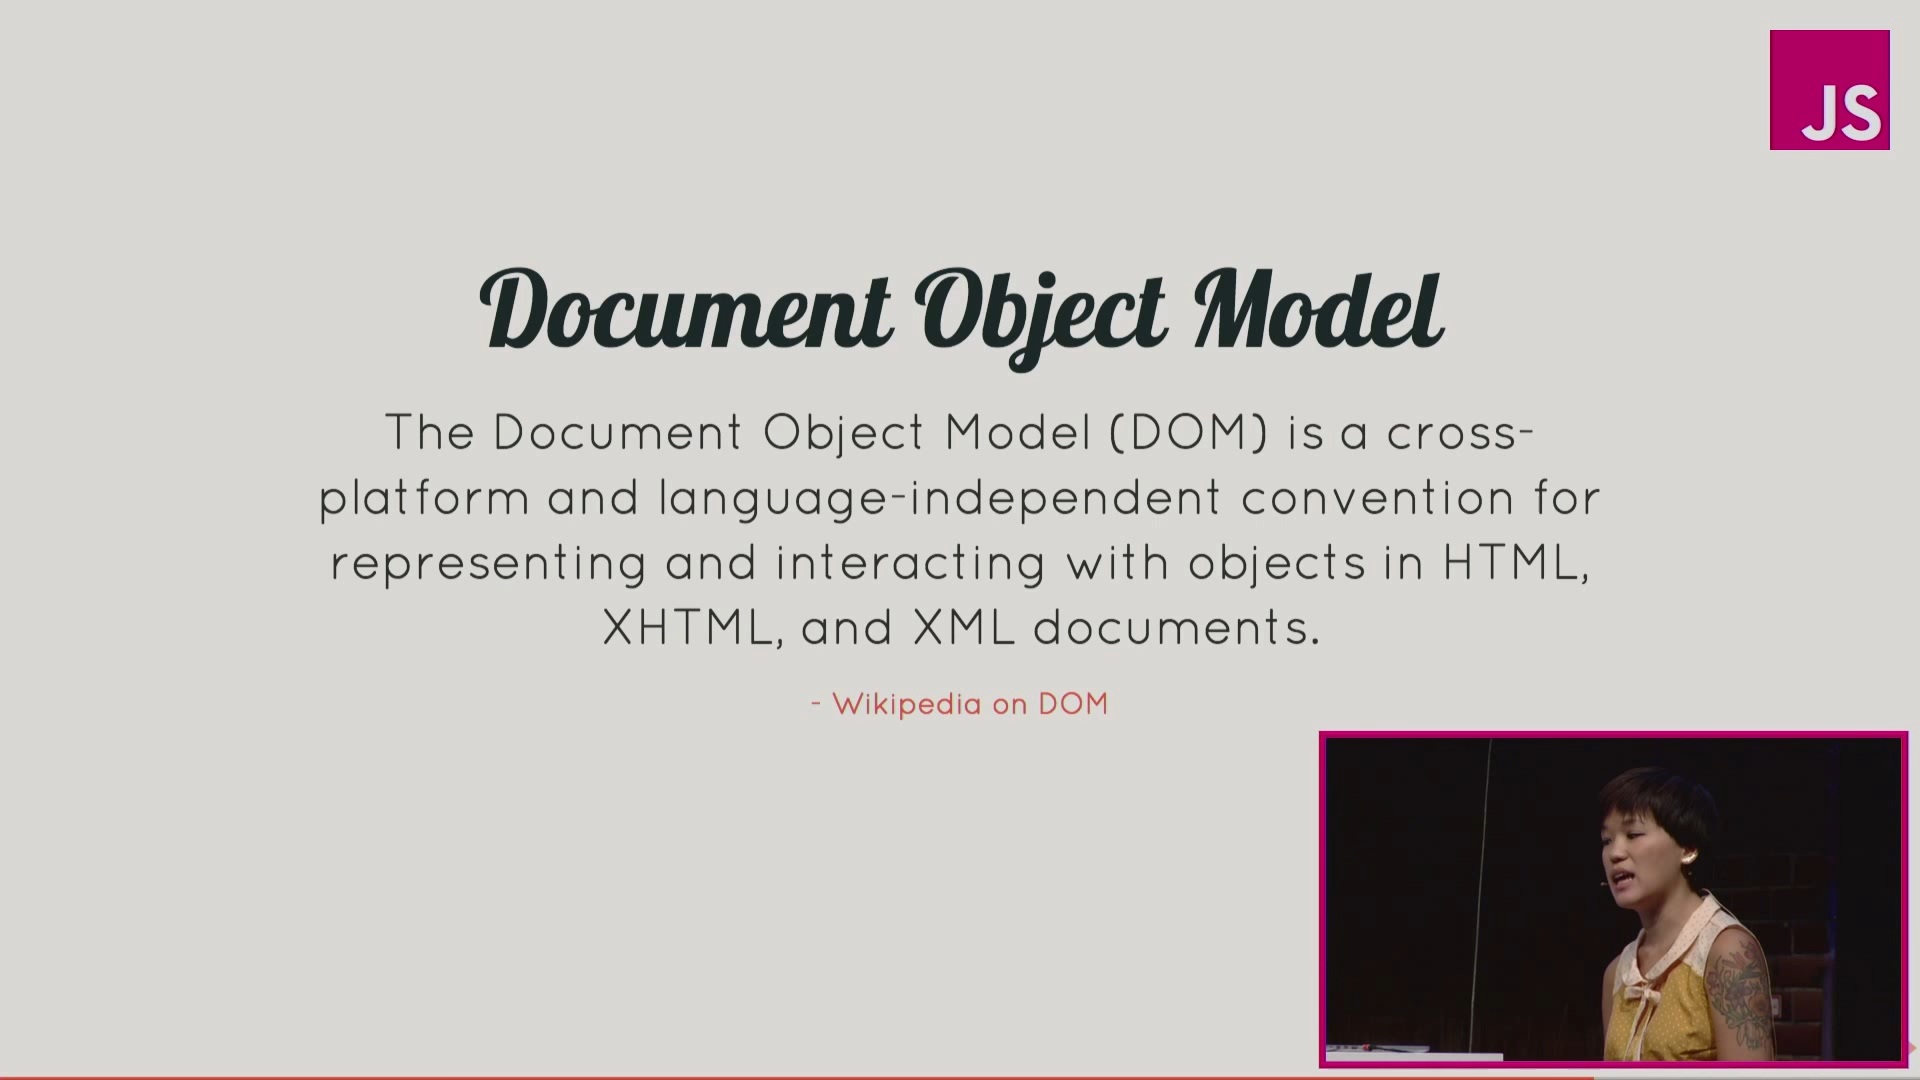 JS
Document Object Model
The Document Object Model (DOM) is a cross-
platform and language-independent convention for
representing and interacting with objects in HTML,
XHTML, and XML documents.
- Wikipedia on DOM